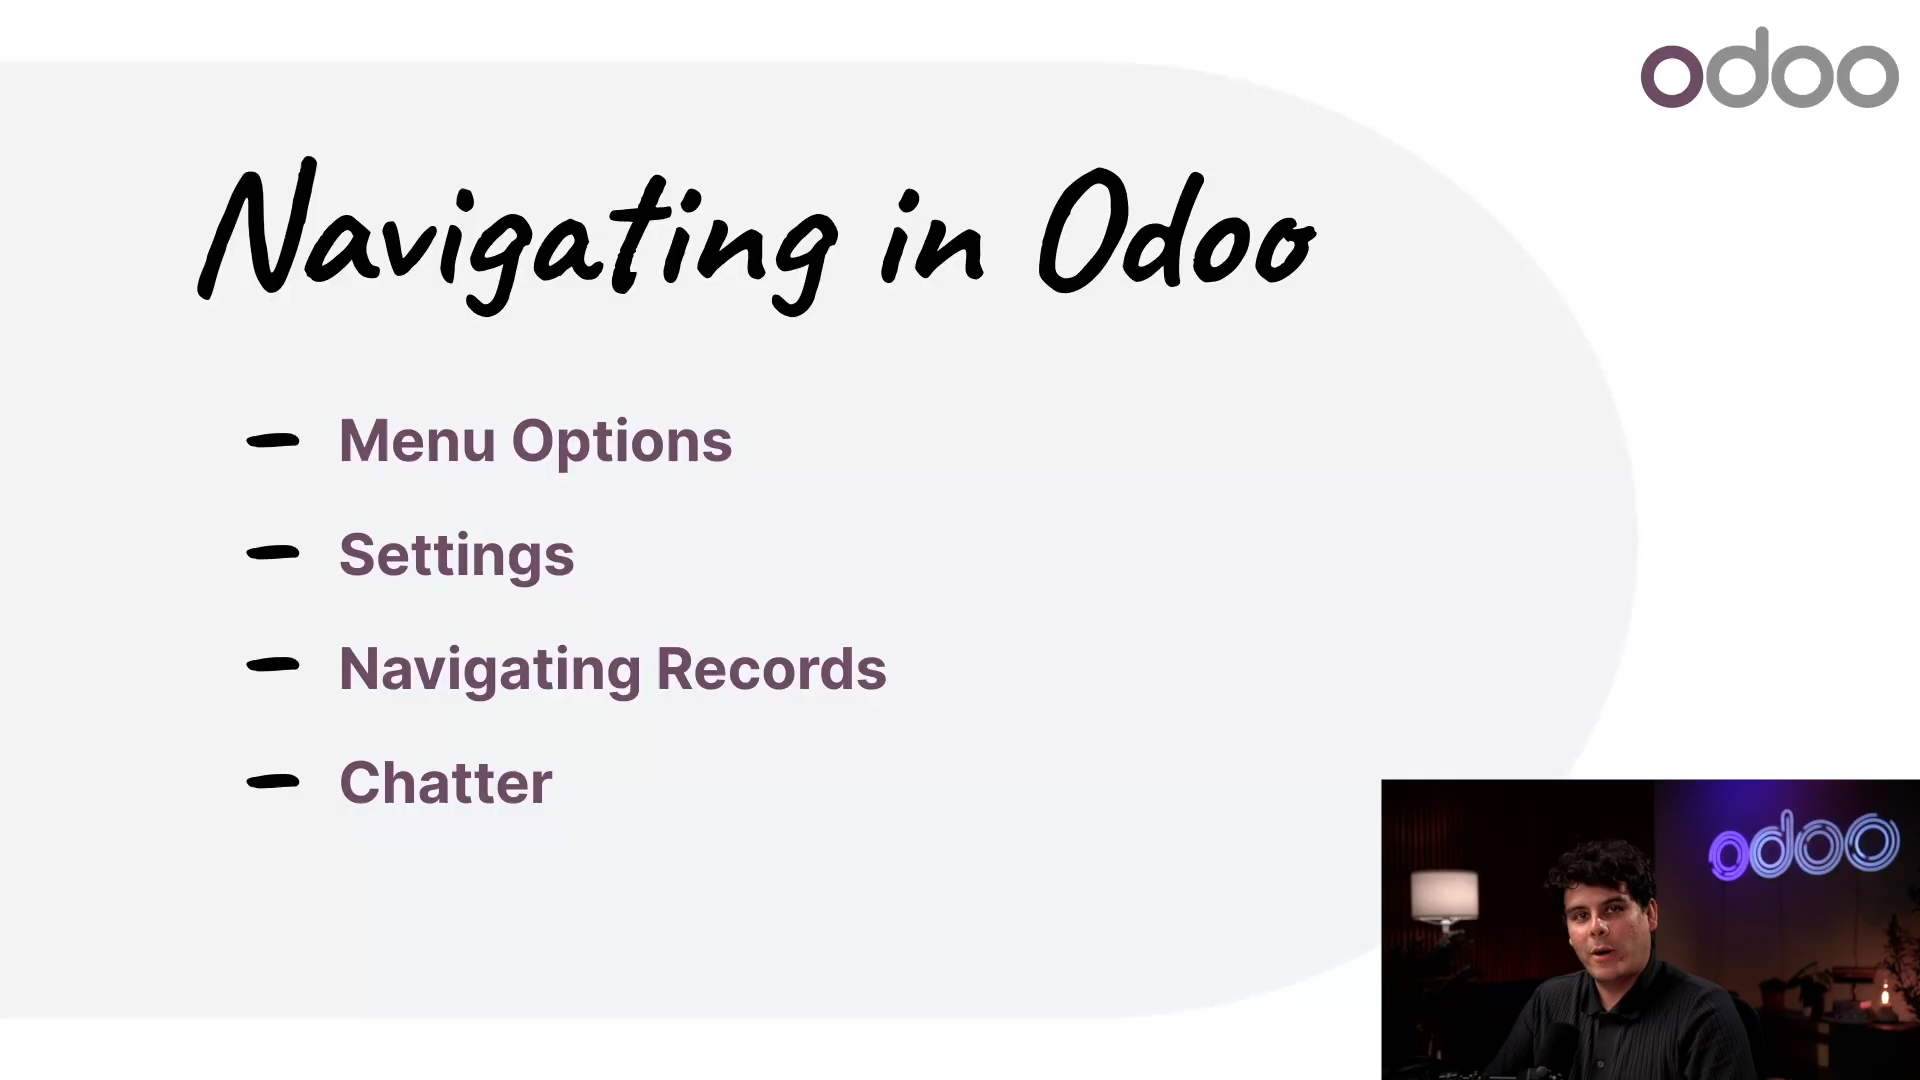 odoo
Navigating in Odoo
Menu Options
Settings
Navigating Records
Chatter
odoo